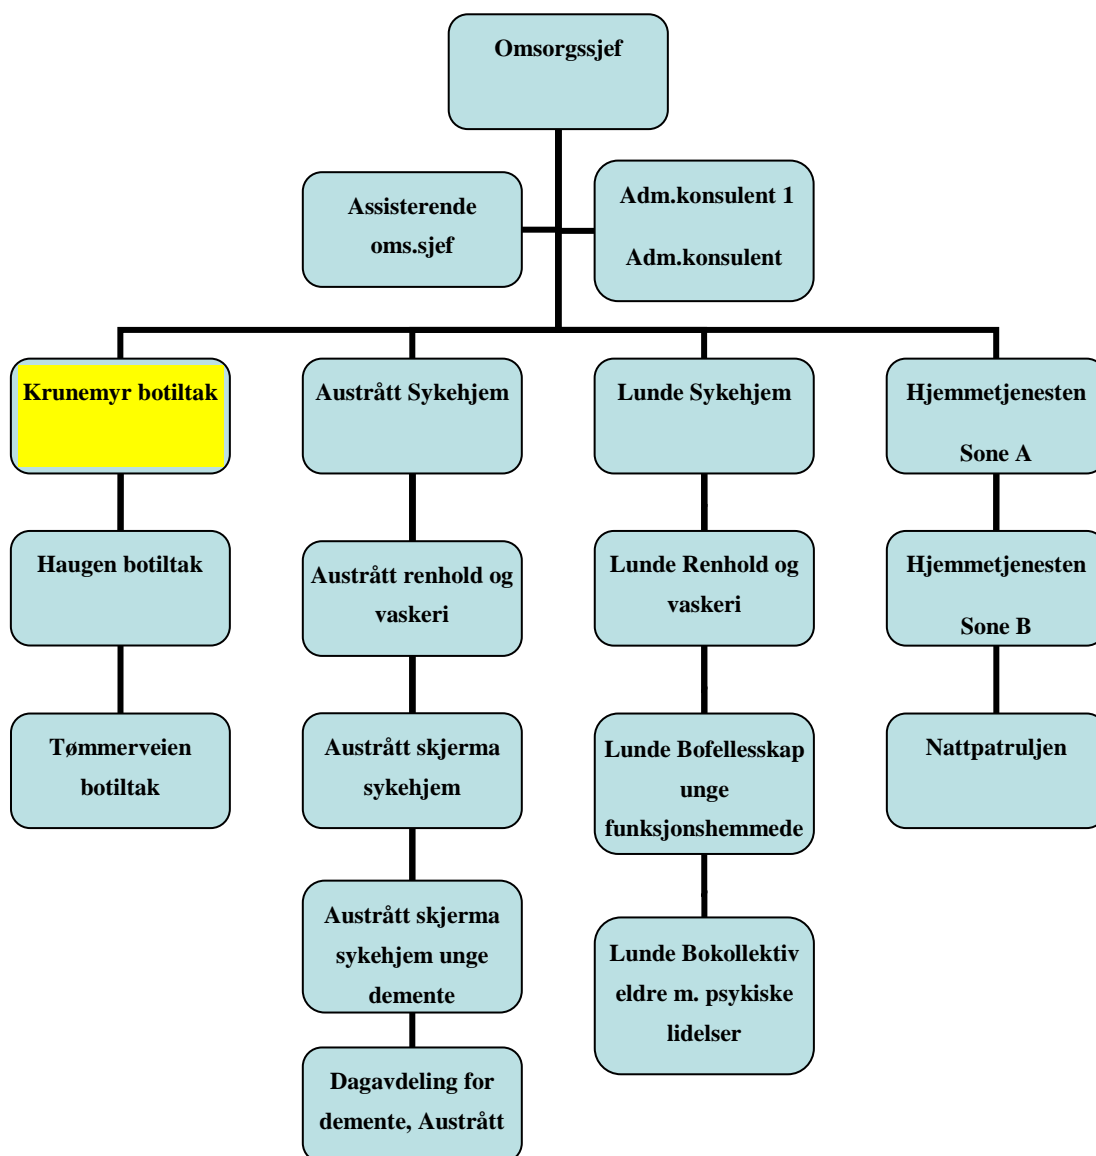 Omsorgssjef
Assisterende
oms.sjef
Adm.konsulent 1
Adm.konsulent
Krunemyr botiltak
Haugen botiltak
Tømmerveien
botiltak
Austrått Sykehjem
Austrått renhold og
vaskeri
Austrått skjerma
sykehjem
Austrått skjerma
sykehjem unge
demente
Dagavdeling for
demente, Austrått
Lunde Sykehjem
Lunde Renhold og
vaskeri
Lunde Bofellesskap
unge
funksjonshemmede
Lunde Bokollektiv
eldre m. psykiske
lidelser
Hjemmetjenesten
Sone A
Hjemmetjenesten
Sone B
Nattpatruljen